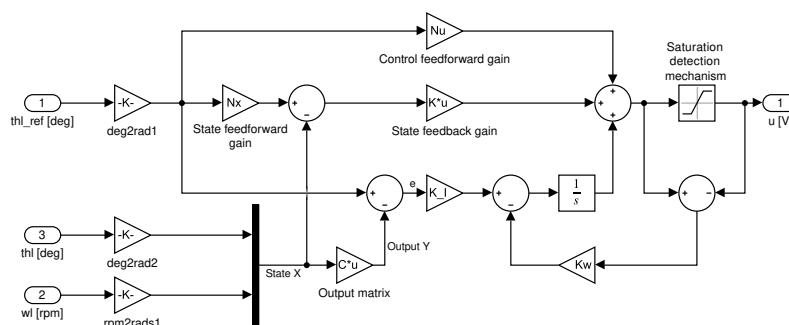 Nu
Control feedforward gain
Saturation
detection
mechanism
1
thl_ref [deg]
-K-
deg2rad1
Nx
State feedforward
gain
K*u
State feedback gain
1
u [V
e
K_I
1
s
3
thl [deg]
-K-
deg2rad2
State X
C*u
Output matrix
Output Y
Kw
2
wl [rpm]
-K-
rpm2rads1